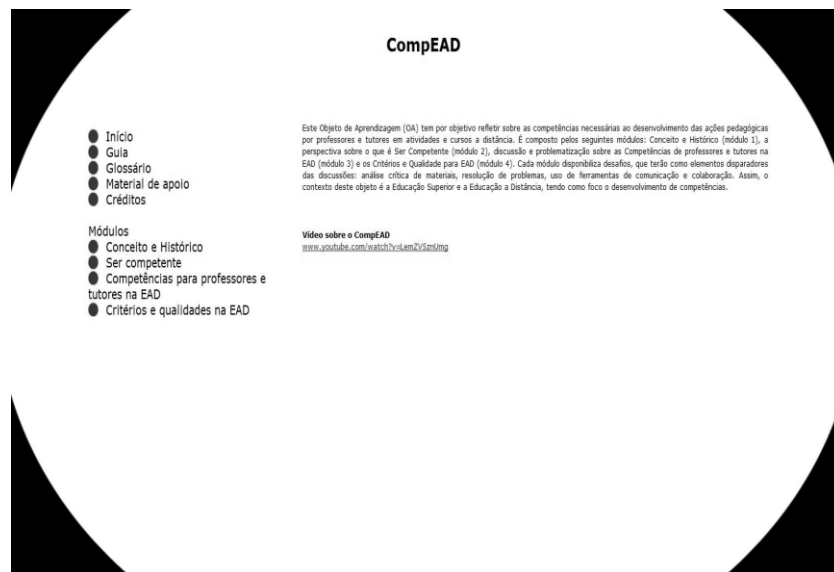 CompEAD
Início
Guia
Glossário
Material de apoio
Créditos
Módulos
Conceito e Histórico
Ser competente
Competências para professores e
tutores na EAD
Critérios e qualidades na EAD
Este Objeto de Aprendizagem (OA) tem por objetivo refletir sobre as competências necessárias ao desenvolvimento das ações pedagógicas
por professores e tutores em atividades e cursos a distância. É composto pelos seguintes módulos: Conceito e Histórico (módulo 1), a
perspectiva sobre o que é Ser Competente (módulo 2), discussão e problematização sobre as Competências de professores e tutores na
EAD (módulo 3) e os Critérios e Qualidade para EAD (módulo 4). Cada módulo disponibiliza desafios, que terão como elementos disparadores
das discussões: análise crítica de materiais, resolução de problemas, uso de ferramentas de comunicação e colaboração. Assim, o
contexto deste objeto é a Educação Superior e a Educação a Distância, tendo como foco o desenvolvimento de competências.
Vídeo sobre o CompEAD
www.youtube.com/watch?v=LemZVSznUmg